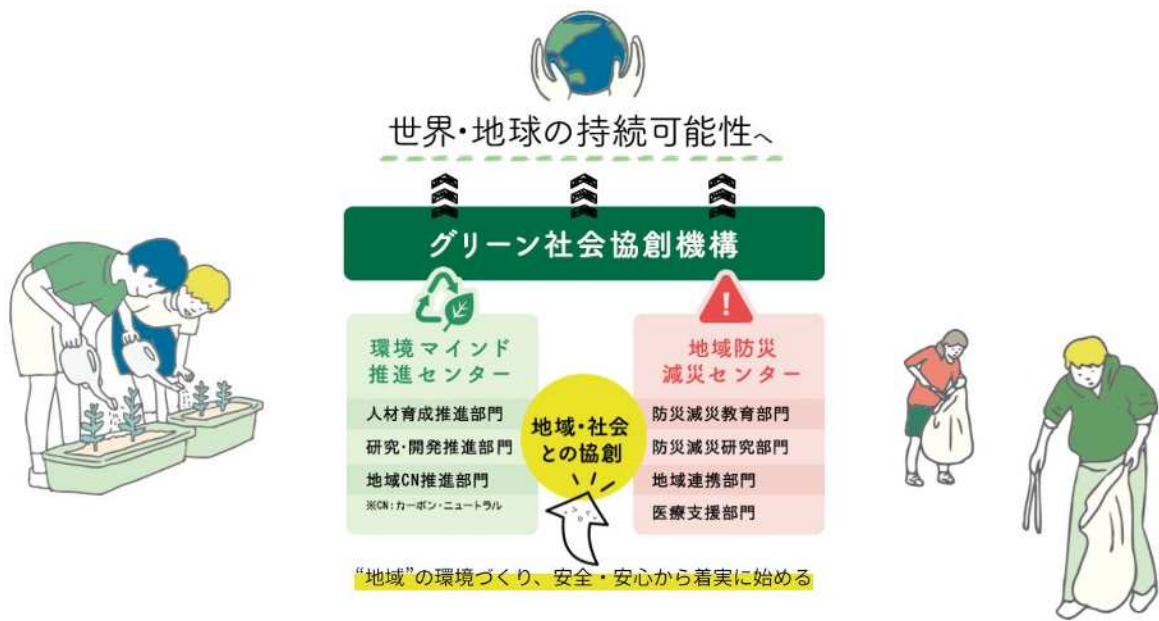 世界・地球の持続可能性へ
グリーン社会協創機構
環境マインド
推進センター
人材育成推進部門
研究・開発推進部門
地域CN推進部門
※CN:カーボン・ニュートラル
地域・社会
との協創
地域防災
減災センター
防災減災教育部門
防災減災研究部門
地域連携部門
医療支援部門
“地域”の環境づくり、安全・安心から着実に始める